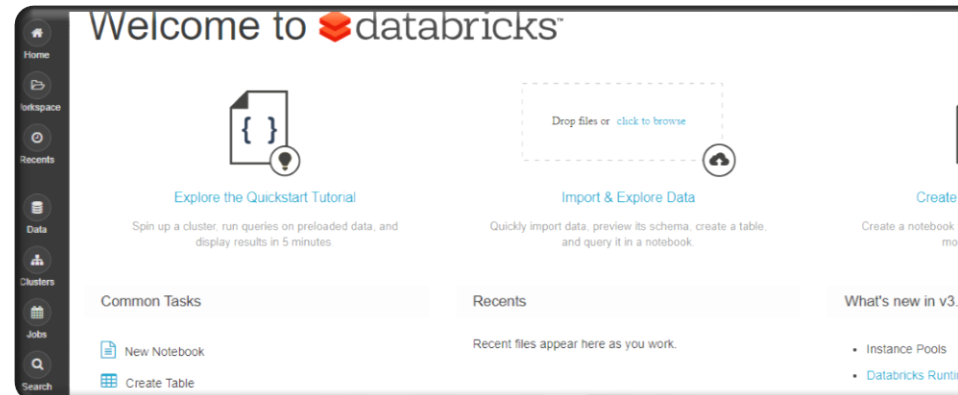 Welcome to databricks
Home
Workspace
Recents
Data
Clusters
Jobs
Search
{ }
Explore the Quickstart Tutorial
Spin up a cluster, run queries on preloaded data, and
display results in 5 minutes.
Drop files or click to browse
Import & Explore Data
Quickly import data, preview its schema, create a table,
and query it in a notebook.
Create
Create a notebook
mo
Common Tasks
New Notebook
Create Table
Recents
Recent files appear here as you work.
What's new in v3.
• Instance Pools
• Databricks Runti